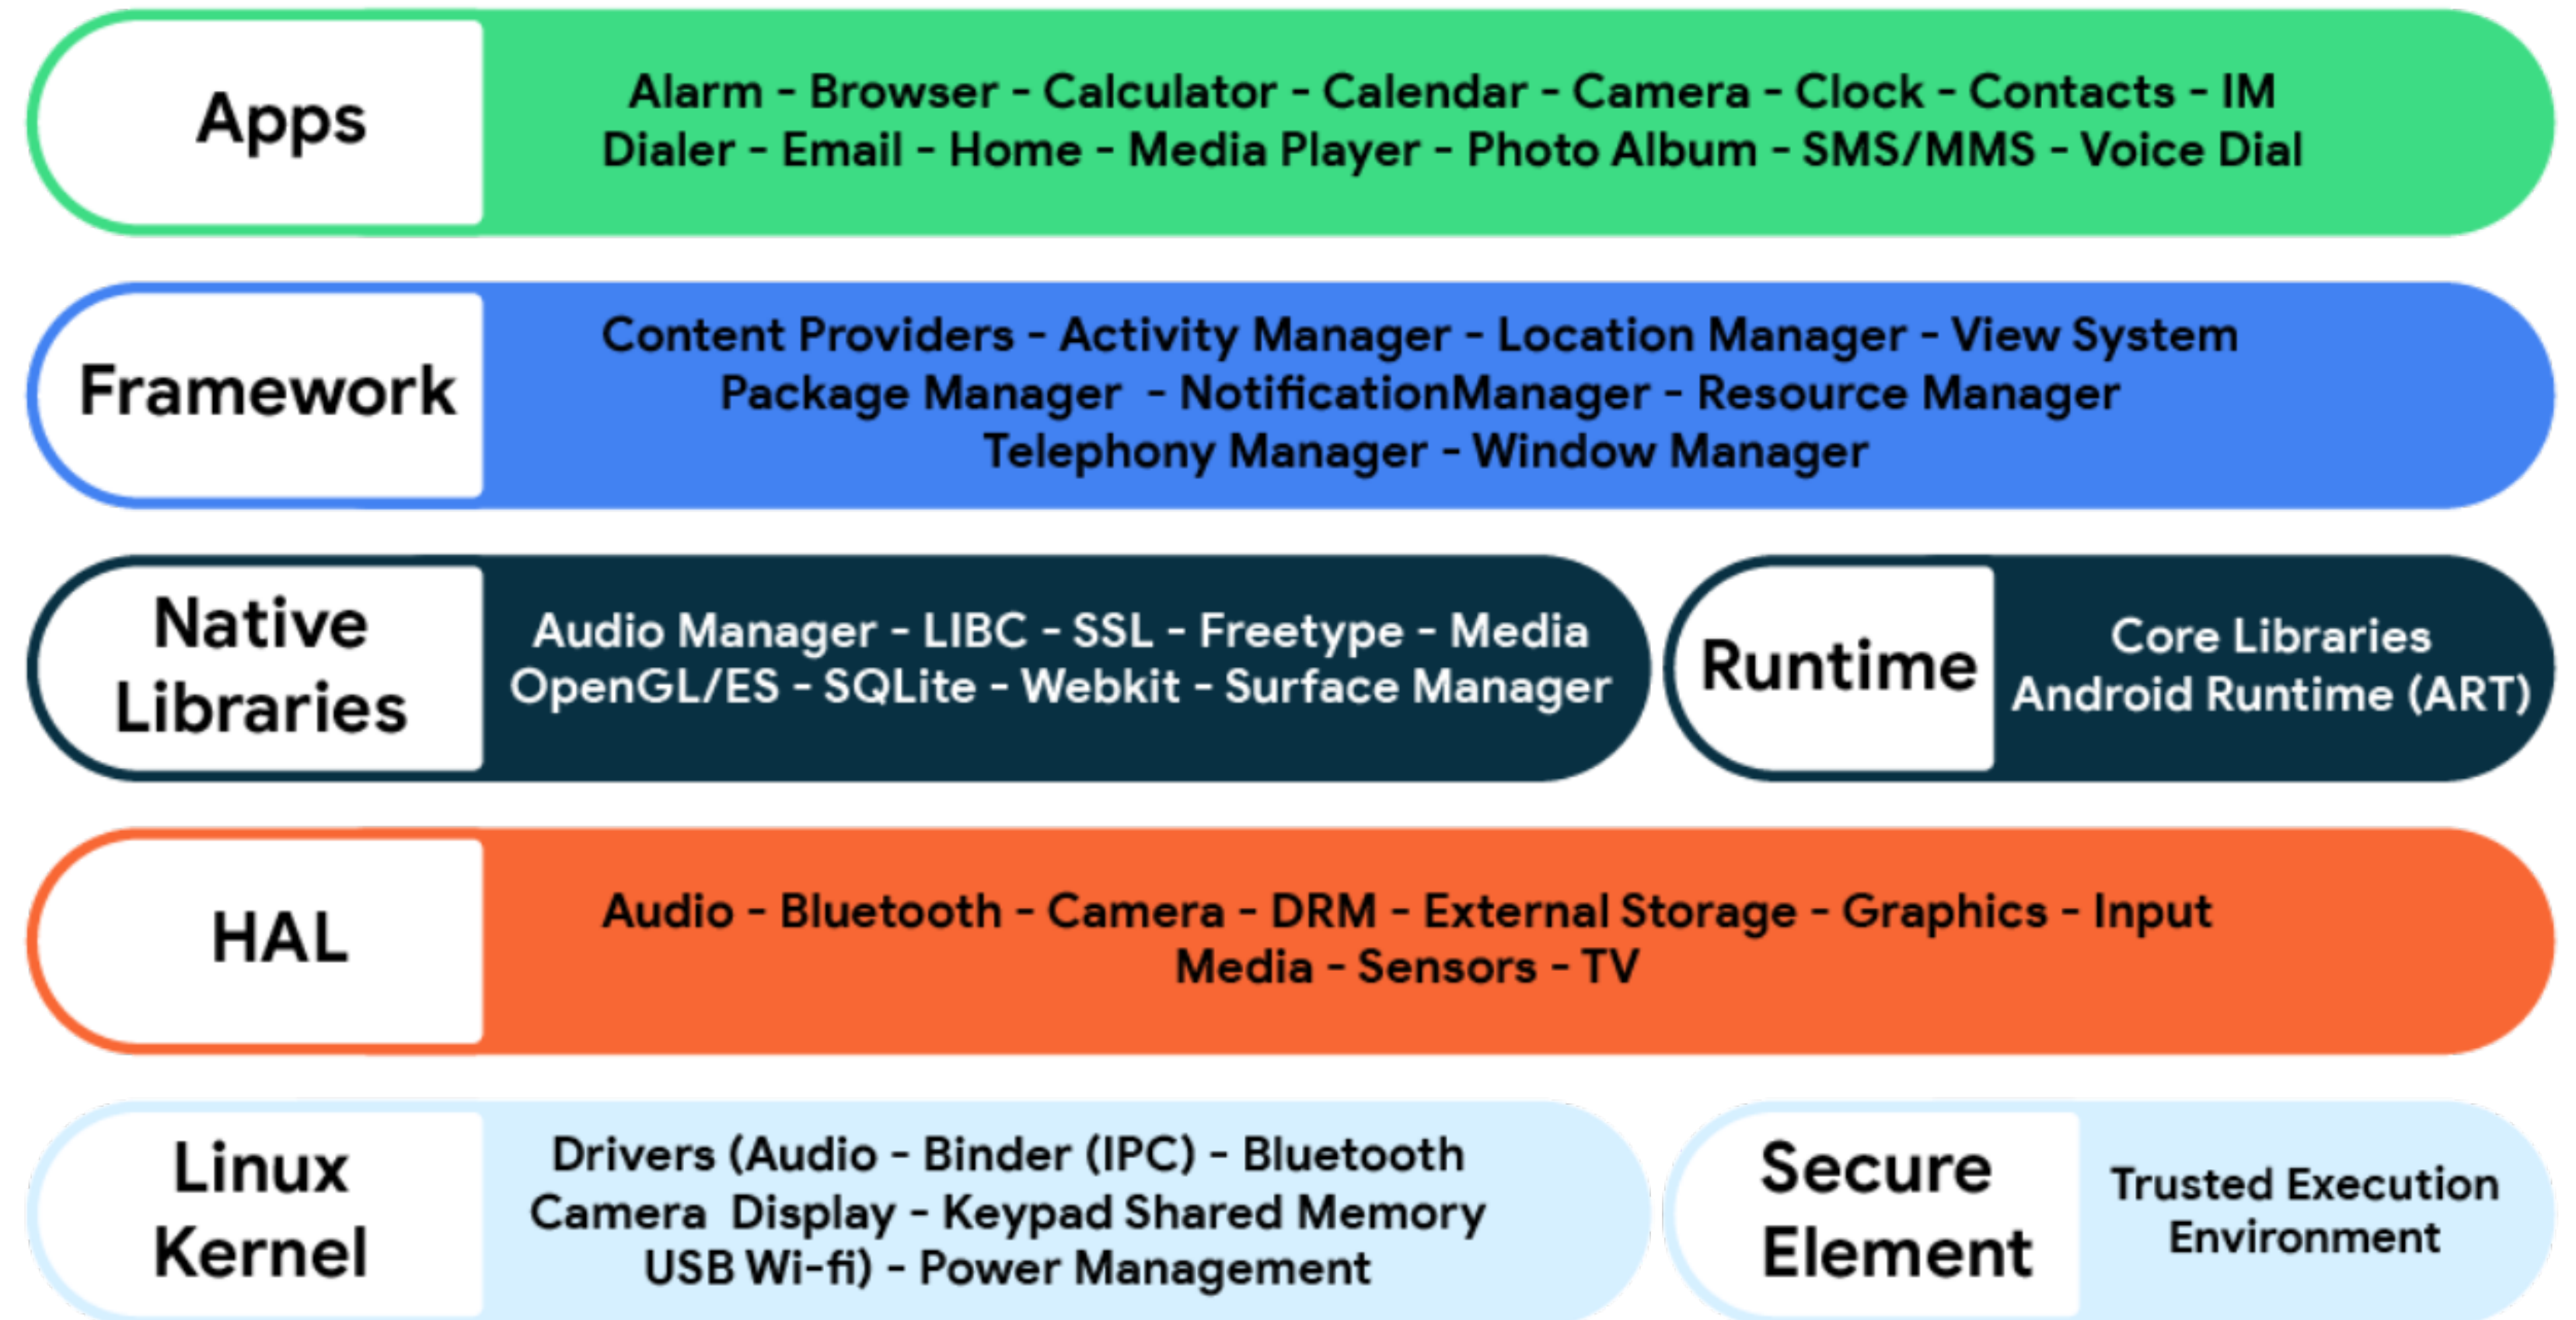 Apps
Alarm - Browser - Calculator - Calendar - Camera - Clock - Contacts - IM
Dialer - Email - Home - Media Player - Photo Album - SMS/MMS - Voice Dial
Framework
Content Providers - Activity Manager - Location Manager - View System
Package Manager  - NotificationManager - Resource Manager
Telephony Manager - Window Manager
Native
Libraries
Audio Manager - LIBC - SSL - Freetype - Media
OpenGL/ES - SQLite - Webkit - Surface Manager
Runtime
Core Libraries
Android Runtime (ART)
HAL
Audio - Bluetooth - Camera - DRM - External Storage - Graphics - Input
Media - Sensors - TV
Linux
Kernel
Drivers (Audio - Binder (IPC) - Bluetooth
Camera  Display - Keypad Shared Memory
USB Wi-fi) - Power Management
Secure
Element
Trusted Execution
Environment